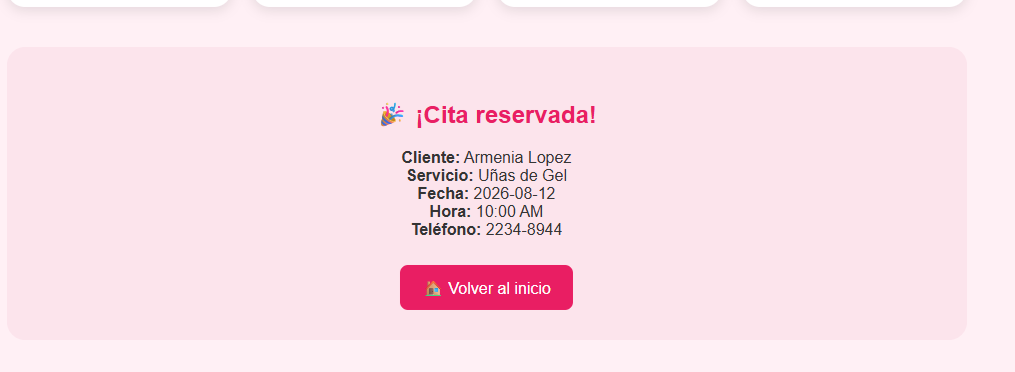 🎉 ¡Cita reservada!
Cliente: Armenia Lopez
Servicio: Uñas de Gel
Fecha: 2026-08-12
Hora: 10:00 AM
Teléfono: 2234-8944
🏠 Volver al inicio